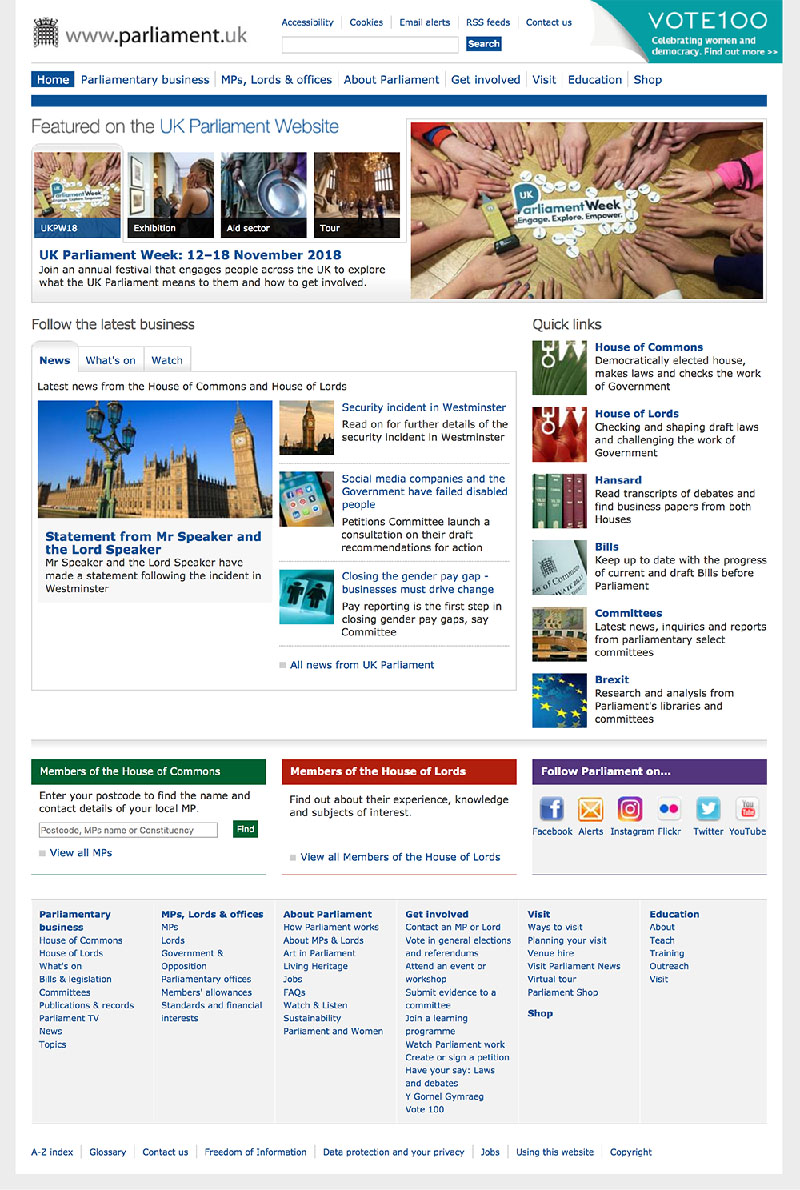 www.parliament.uk
Accessibility
Cookies
Email alerts
RSS feeds
Contact us
Search
VOTE100
Celebrating women and
democracy. Find out more >>
Home
Parliamentary business
MPs, Lords & offices
About Parliament
Get involved
Visit
Education
Shop
Featured on the UK Parliament Website
UKPW18
Exhibition
Aid sector
Tour
UK Parliament Week: 12–18 November 2018
Join an annual festival that engages people across the UK to explore
what the UK Parliament means to them and how to get involved.
UK
Parliament Week
Engage. Explore. Empower.
Follow the latest business
News
What's on
Watch
Latest news from the House of Commons and House of Lords
Statement from Mr Speaker and
the Lord Speaker
Mr Speaker and the Lord Speaker have
made a statement following the incident in
Westminster
Security incident in Westminster
Read on for further details of the
security incident in Westminster
Social media companies and the
Government have failed disabled
people
Petitions Committee launch a
consultation on their draft
recommendations for action
Closing the gender pay gap -
businesses must drive change
Pay reporting is the first step in
closing gender pay gaps, say
Committee
All news from UK Parliament
Quick links
House of Commons
Democratically elected house,
makes laws and checks the work
of Government
House of Lords
Checking and shaping draft laws
and challenging the work of
Government
Hansard
Read transcripts of debates and
find business papers from both
Houses
Bills
Keep up to date with the progress
of current and draft Bills before
Parliament
Committees
Latest news, inquiries and reports
from parliamentary select
committees
Brexit
Research and analysis from
Parliament's libraries and
committees
Members of the House of Commons
Enter your postcode to find the name and
contact details of your local MP.
Postcode, MPs name or Constituency
Find
View all MPs
Members of the House of Lords
Find out about their experience, knowledge
and subjects of interest.
View all Members of the House of Lords
Follow Parliament on...
Facebook
Alerts
Instagram
Flickr
Twitter
YouTube
Parliamentary
business
House of Commons
House of Lords
What's on
Bills & legislation
Committees
Publications & records
Parliament TV
News
Topics
MPs, Lords & offices
MPs
Lords
Government &
Opposition
Parliamentary offices
Members' allowances
Standards and financial
interests
About Parliament
How Parliament works
About MPs & Lords
Art in Parliament
Living Heritage
Jobs
FAQs
Watch & Listen
Sustainability
Parliament and Women
Get involved
Contact an MP or Lord
Vote in general elections
and referendums
Attend an event or
workshop
Submit evidence to a
committee
Join a learning
programme
Watch Parliament work
Create or sign a petition
Have your say: Laws
and debates
Y Gornel Gymraeg
Vote 100
Visit
Ways to visit
Planning your visit
Venue hire
Visit Parliament News
Virtual tour
Parliament Shop
Shop
Education
About
Teach
Training
Outreach
Visit
A-Z index
Glossary
Contact us
Freedom of Information
Data protection and your privacy
Jobs
Using this website
Copyright